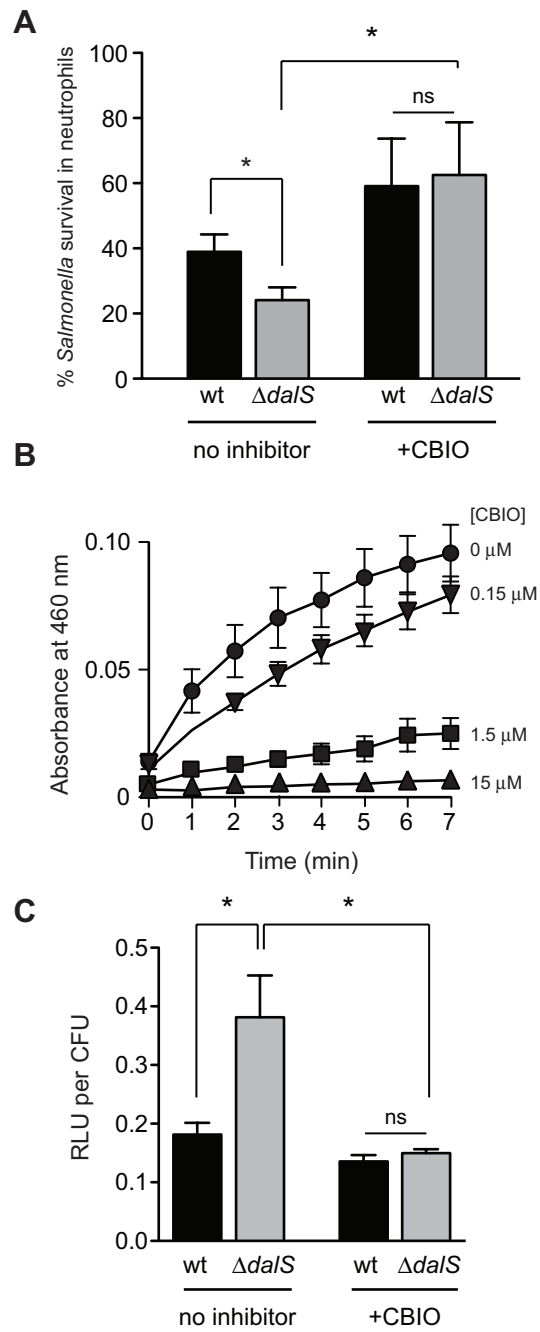 A
*
100
80
60
40
20
0
% Salmonella survival in neutrophils
*
ns
wt ΔdalS wt ΔdalS
no inhibitor +CBIO
B
[CBIO]
0.10
0.05
0
Absorbance at 460 nm
0 μM
0.15 μM
1.5 μM
15 μM
0 1 2 3 4 5 6 7
Time (min)
C
* *
0.5
0.4
0.3
0.2
0.1
0.0
RLU per CFU
ns
wt ΔdalS wt ΔdalS
no inhibitor +CBIO